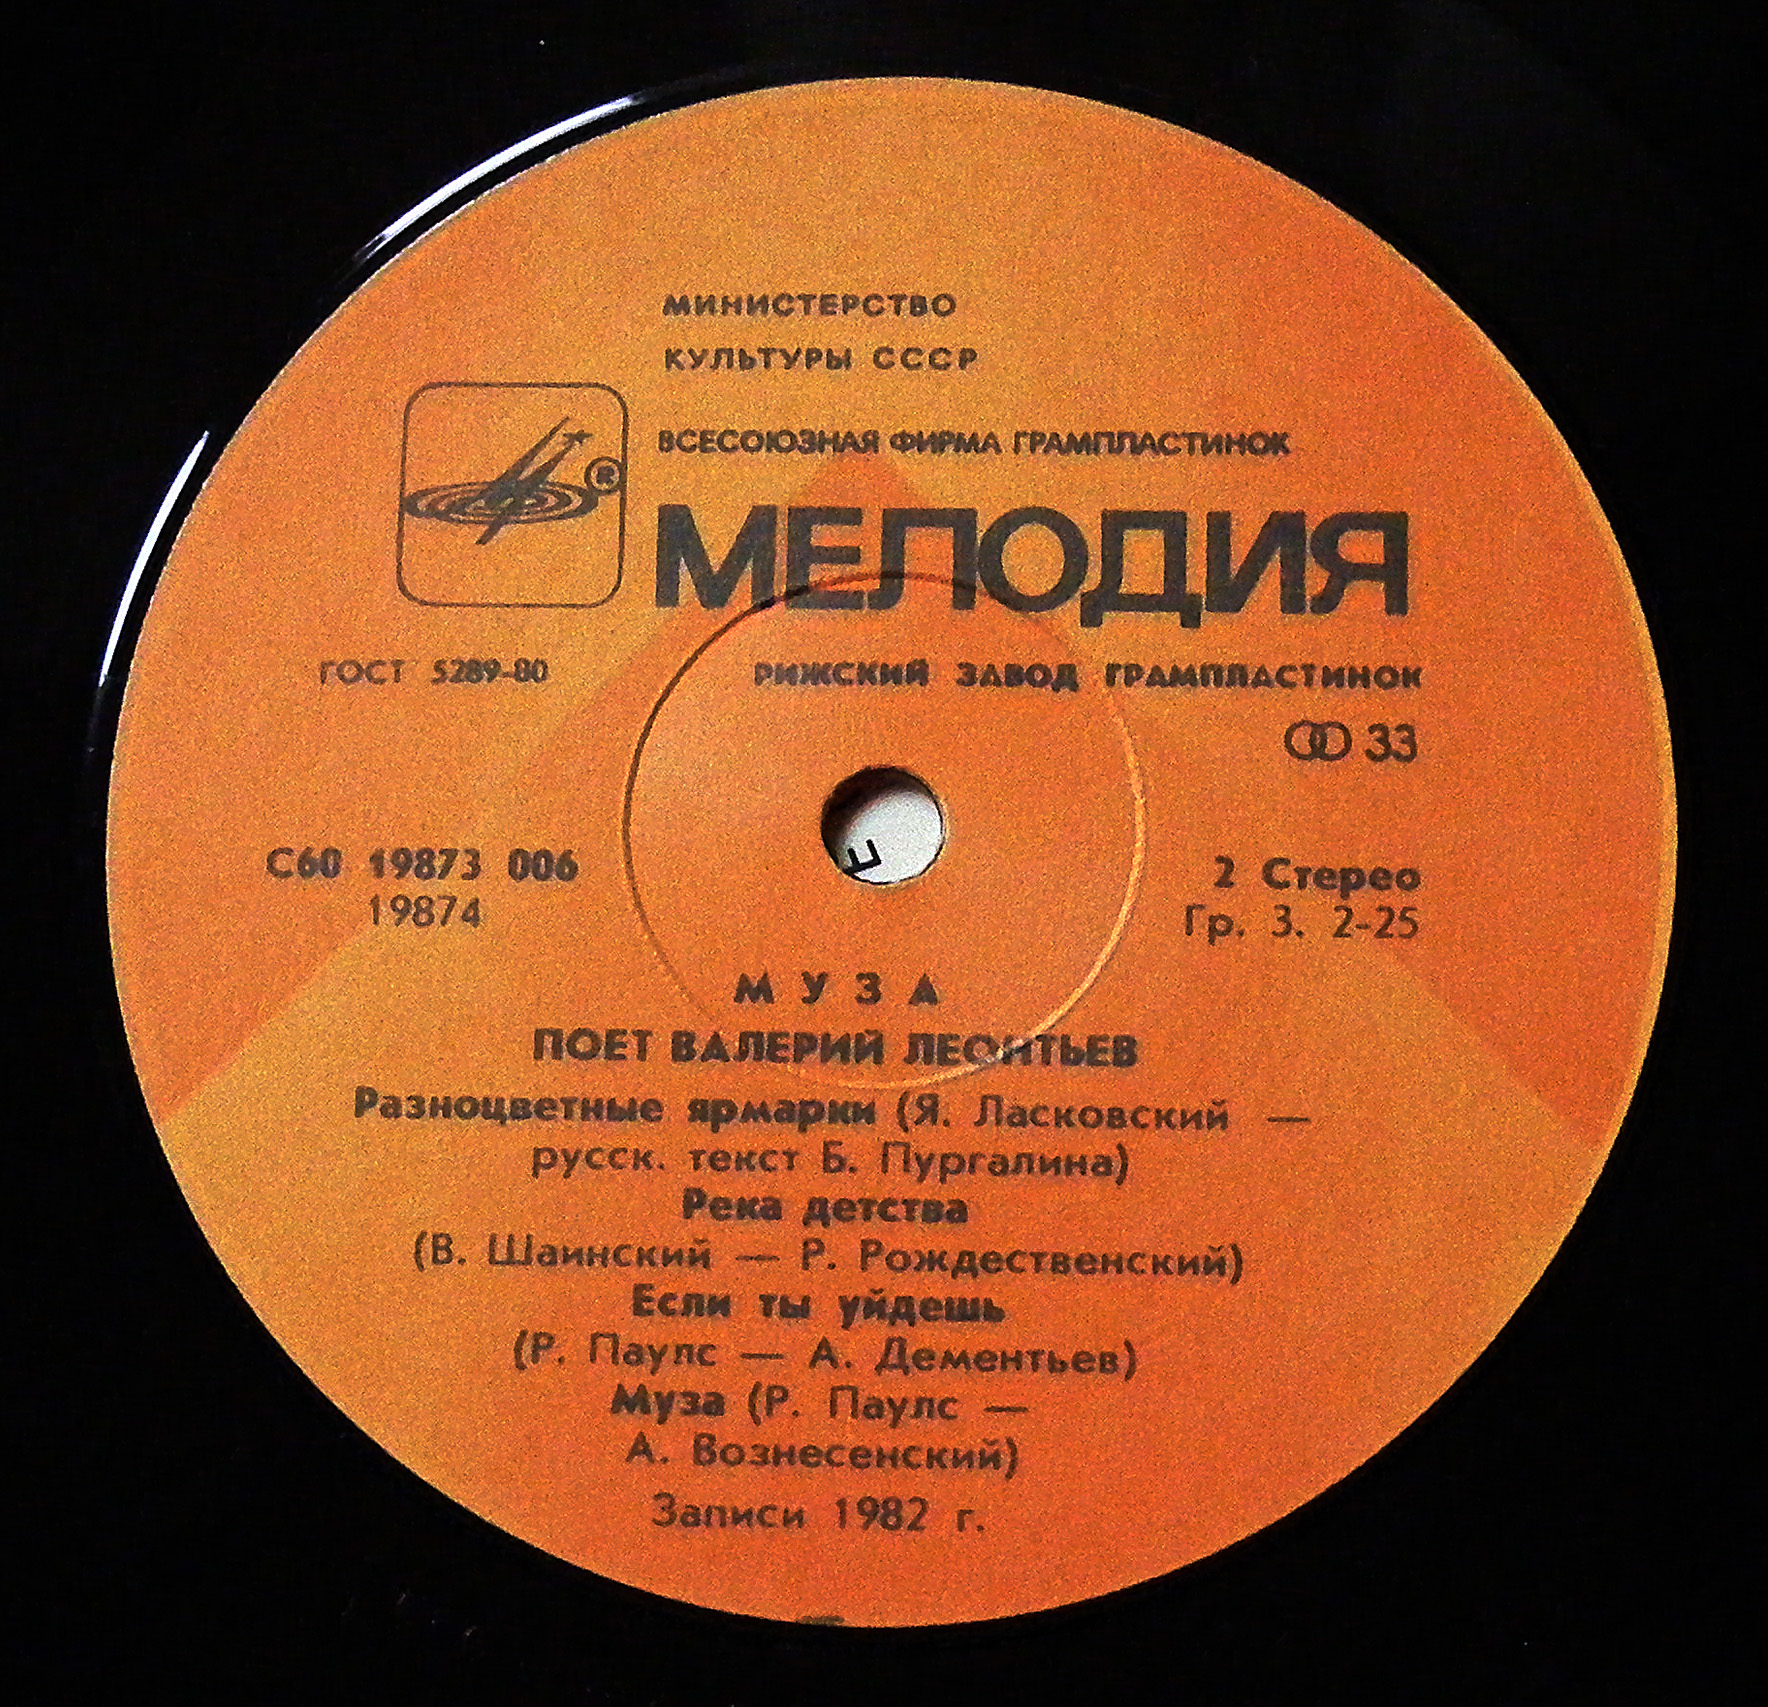 МИНИСТЕРСТВО
КУЛЬТУРЫ СССР
ВСЕСОЮЗНАЯ ФИРМА ГРАМПЛАСТИНОК
®
МЕЛОДИЯ
ГОСТ 5289-80
РИЖСКИЙ ЗАВОД ГРАМПЛАСТИНОК
33
С60 19873 006
19874
2 Стерео
Гр. 3. 2-25
МУЗА
ПОЕТ ВАЛЕРИЙ ЛЕОНТЬЕВ
Разноцветные ярмарки (Я. Ласковский —
русск. текст Б. Пургалина)
Река детства
(В. Шаинский — Р. Рождественский)
Если ты уйдешь
(Р. Паулс — А. Дементьев)
Муза (Р. Паулс —
А. Вознесенский)
Записи 1982 г.